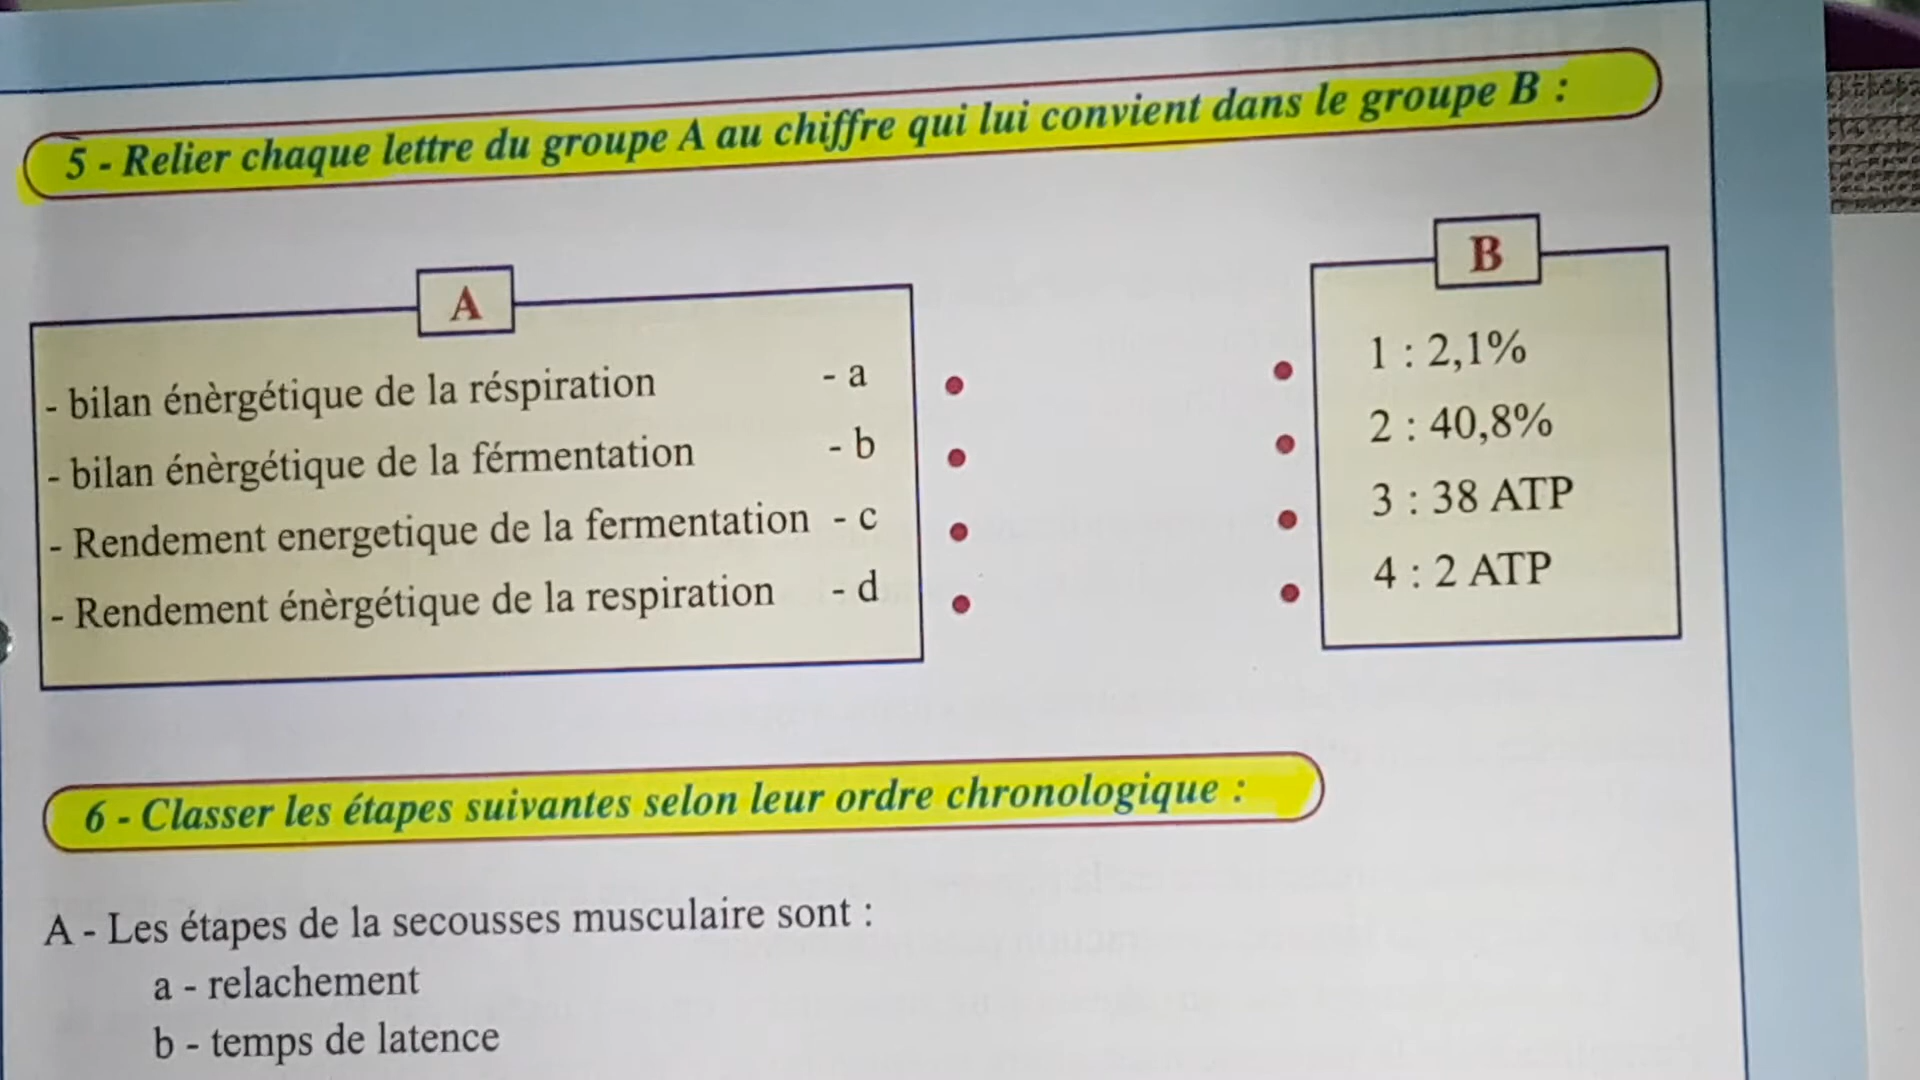 5 - Relier chaque lettre du groupe A au chiffre qui lui convient dans le groupe B :
A
- bilan énèrgétique de la réspiration - a
- bilan énèrgétique de la férmentation - b
- Rendement energetique de la fermentation - c
- Rendement énèrgétique de la respiration - d
B
1 : 2,1%
2 : 40,8%
3 : 38 ATP
4 : 2 ATP
6 - Classer les étapes suivantes selon leur ordre chronologique :
A - Les étapes de la secousses musculaire sont :
a - relachement
b - temps de latence